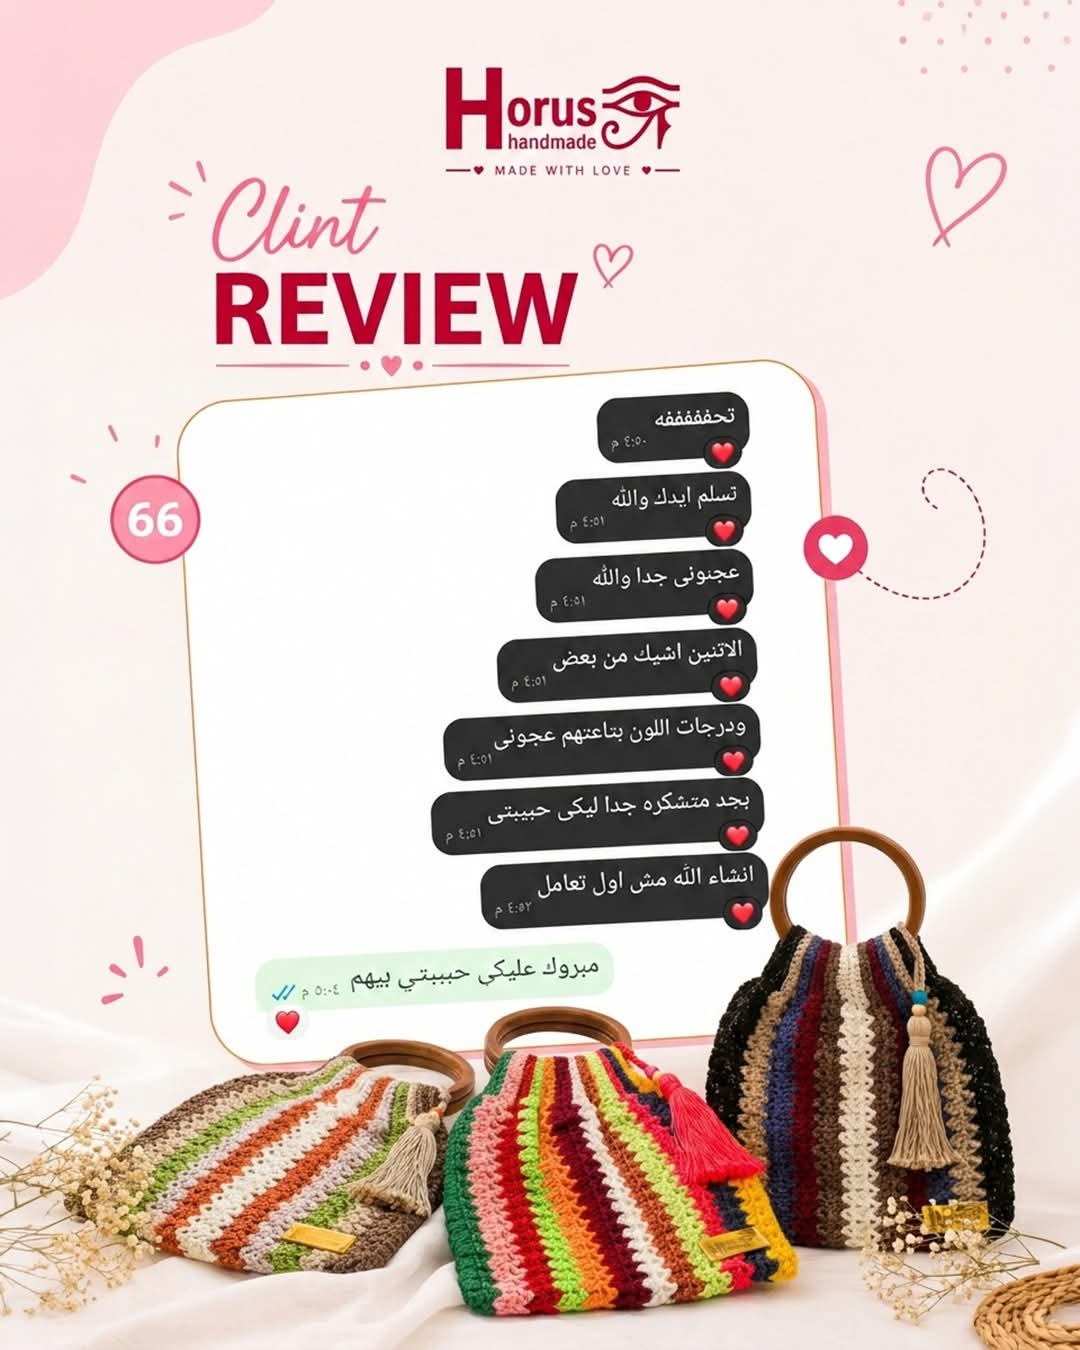 Horus
handmade
MADE WITH LOVE
Clint
REVIEW
66
تحففففففه
٤:٥٠ م
تسلم ايدك والله
٤:٥١ م
عجنونى جدا والله
٤:٥١ م
الاتنين اشيك من بعض
٤:٥١ م
ودرجات اللون بتاعتهم عجونى
٤:٥١ م
بجد متشكره جدا ليكى حبيبتى
٤:٥١ م
انشاء الله مش اول تعامل
٤:٥٢ م
مبروك عليكي حبيبتي بيهم
٥:٠٤ م